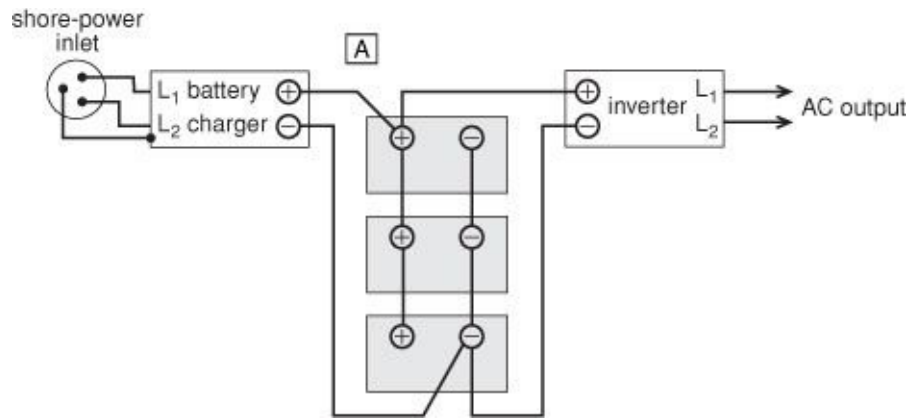 shore-power
inlet
A
L₁ battery
L₂ charger
+
−
+
−
+
−
+
−
+
−
inverter
L₁
L₂
AC output